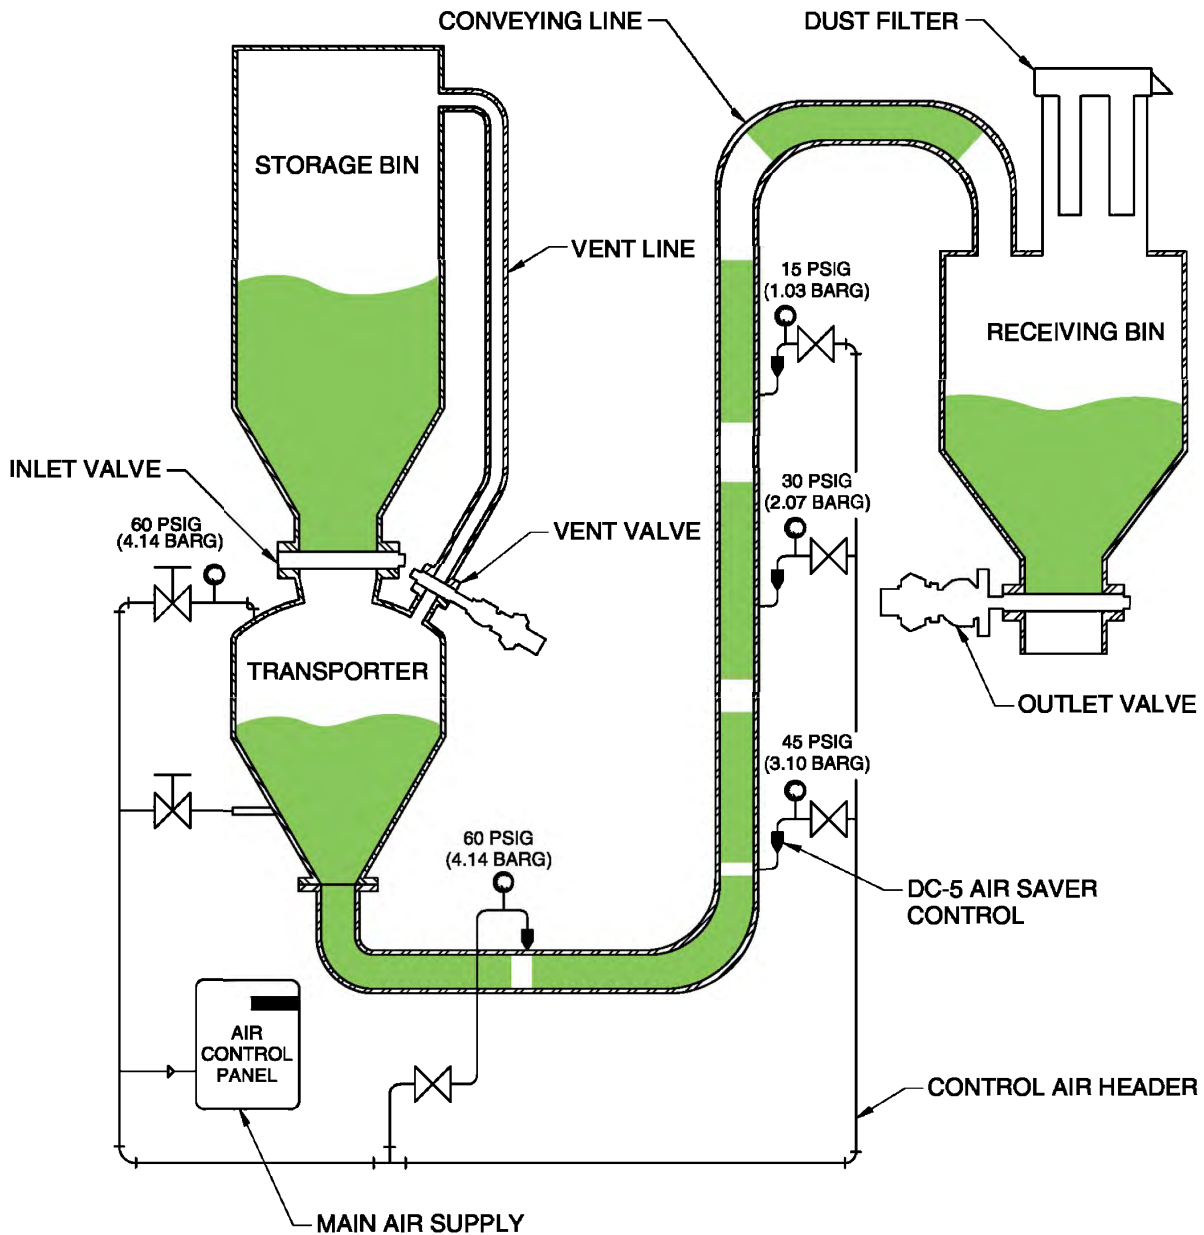 CONVEYING LINE
DUST FILTER
STORAGE BIN
VENT LINE
15 PSIG
(1.03 BARG)
RECEIVING BIN
INLET VALVE
30 PSIG
(2.07 BARG)
60 PSIG
(4.14 BARG)
VENT VALVE
TRANSPORTER
OUTLET VALVE
45 PSIG
(3.10 BARG)
60 PSIG
(4.14 BARG)
DC-5 AIR SAVER
CONTROL
AIR
CONTROL
PANEL
CONTROL AIR HEADER
MAIN AIR SUPPLY